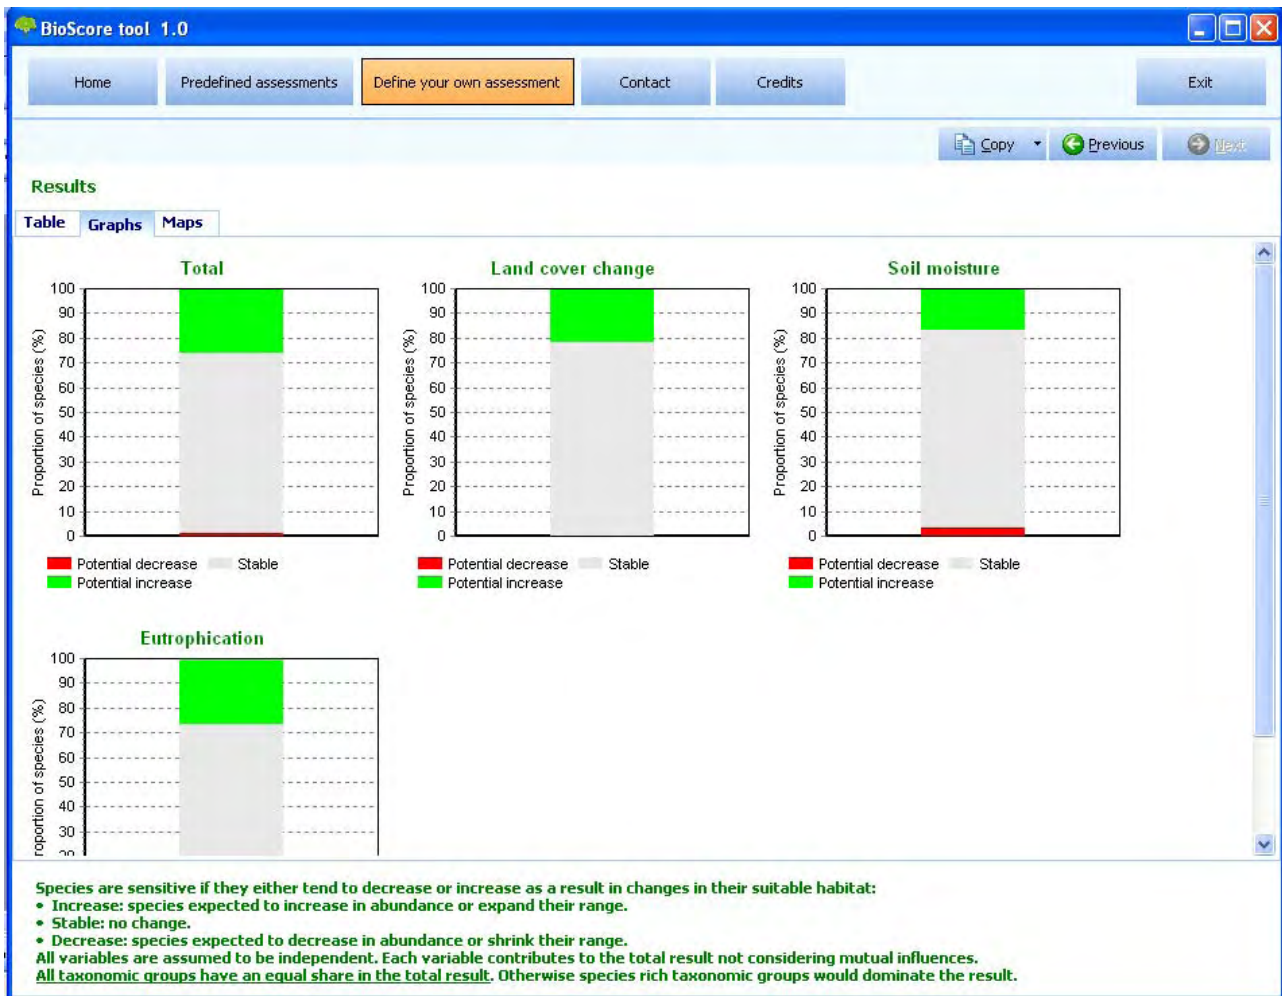 BioScore tool 1.0
Home Predefined assessments Define your own assessment Contact Credits Exit
Copy Previous Next
Results
Table Graphs Maps
Total
100
90
80
70
60
50
40
30
20
10
0
Proportion of species (%)
Potential decrease Stable
Potential increase
Land cover change
100
90
80
70
60
50
40
30
20
10
0
Proportion of species (%)
Potential decrease Stable
Potential increase
Soil moisture
100
90
80
70
60
50
40
30
20
10
0
Proportion of species (%)
Potential decrease Stable
Potential increase
Eutrophication
100
90
80
70
60
50
40
30
20
roportion of species (%)
Species are sensitive if they either tend to decrease or increase as a result in changes in their suitable habitat:
• Increase: species expected to increase in abundance or expand their range.
• Stable: no change.
• Decrease: species expected to decrease in abundance or shrink their range.
All variables are assumed to be independent. Each variable contributes to the total result not considering mutual influences.
All taxonomic groups have an equal share in the total result. Otherwise species rich taxonomic groups would dominate the result.